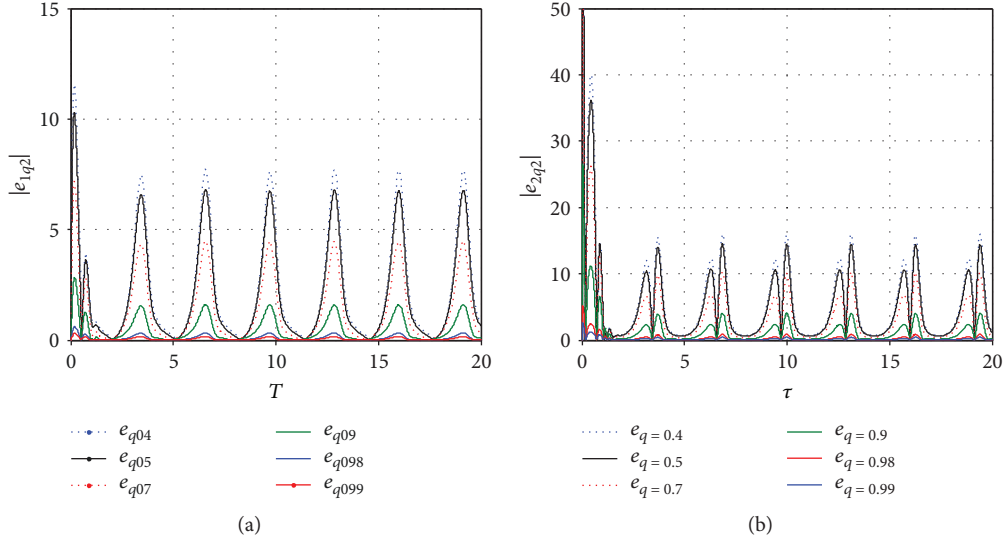 15
10
5
0
0
5
10
15
20
|e1q2|
T
eq04
eq05
eq07
eq09
eq098
eq099
(a)
50
40
30
20
10
0
0
5
10
15
20
|e2q2|
τ
eq = 0.4
eq = 0.5
eq = 0.7
eq = 0.9
eq = 0.98
eq = 0.99
(b)